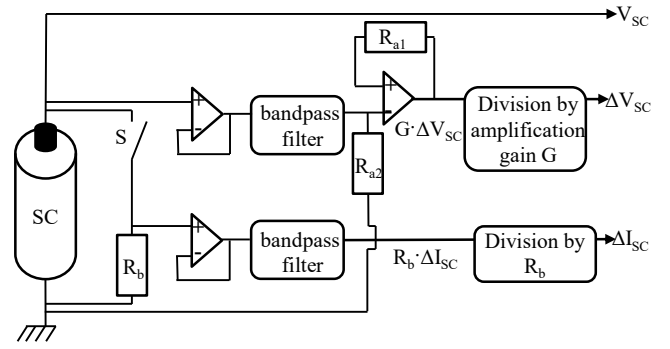 V_SC
R_a1
S
+
-
bandpass
filter
+
-
G·ΔV_SC
Division by
amplification
gain G
ΔV_SC
R_a2
SC
R_b
+
-
bandpass
filter
R_b·ΔI_SC
Division by
R_b
ΔI_SC